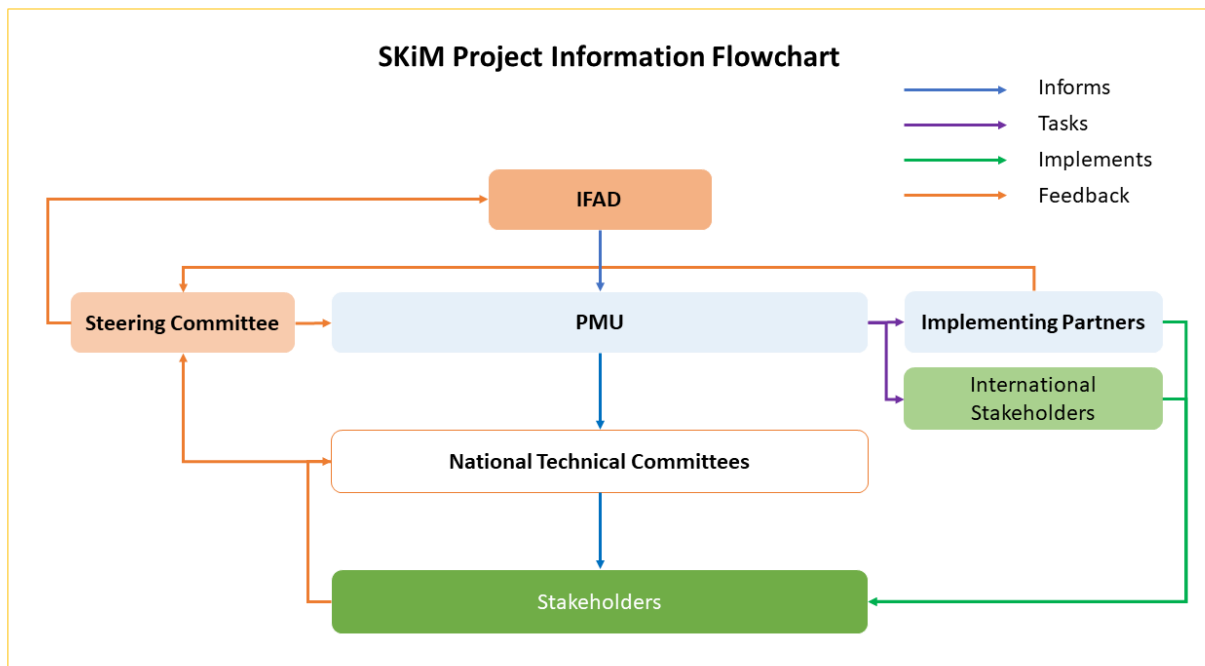 SKiM Project Information Flowchart
Informs
Tasks
Implements
Feedback
IFAD
Steering Committee
PMU
Implementing Partners
International
Stakeholders
National Technical Committees
Stakeholders